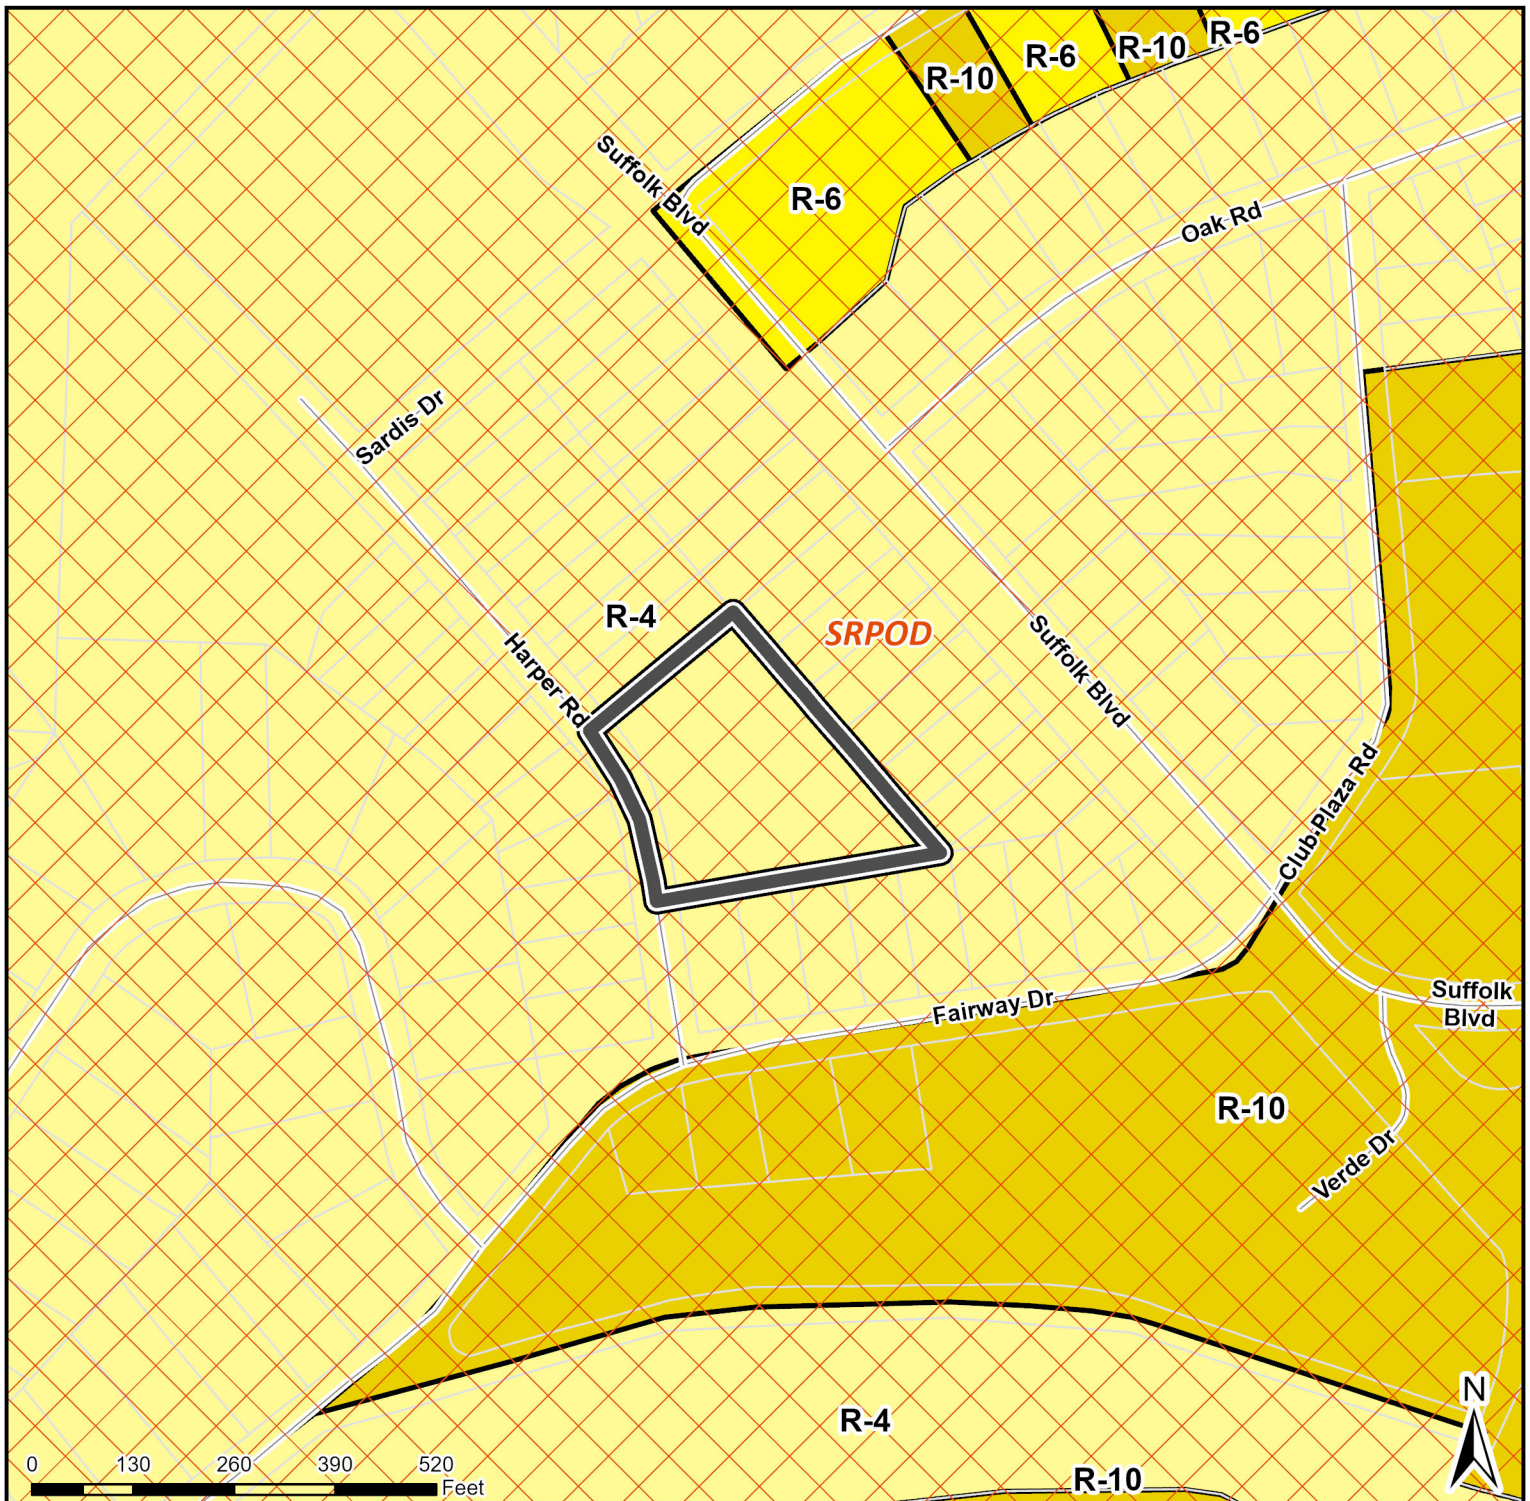 R-6
R-10
R-6
R-10
Suffolk Blvd
R-6
Oak Rd
Sardis Dr
R-4
SRPOD
Harper Rd
Suffolk Blvd
Club Plaza Rd
Fairway Dr
Suffolk
Blvd
R-10
Verde Dr
N
R-4
0 130 260 390 520
Feet
R-10